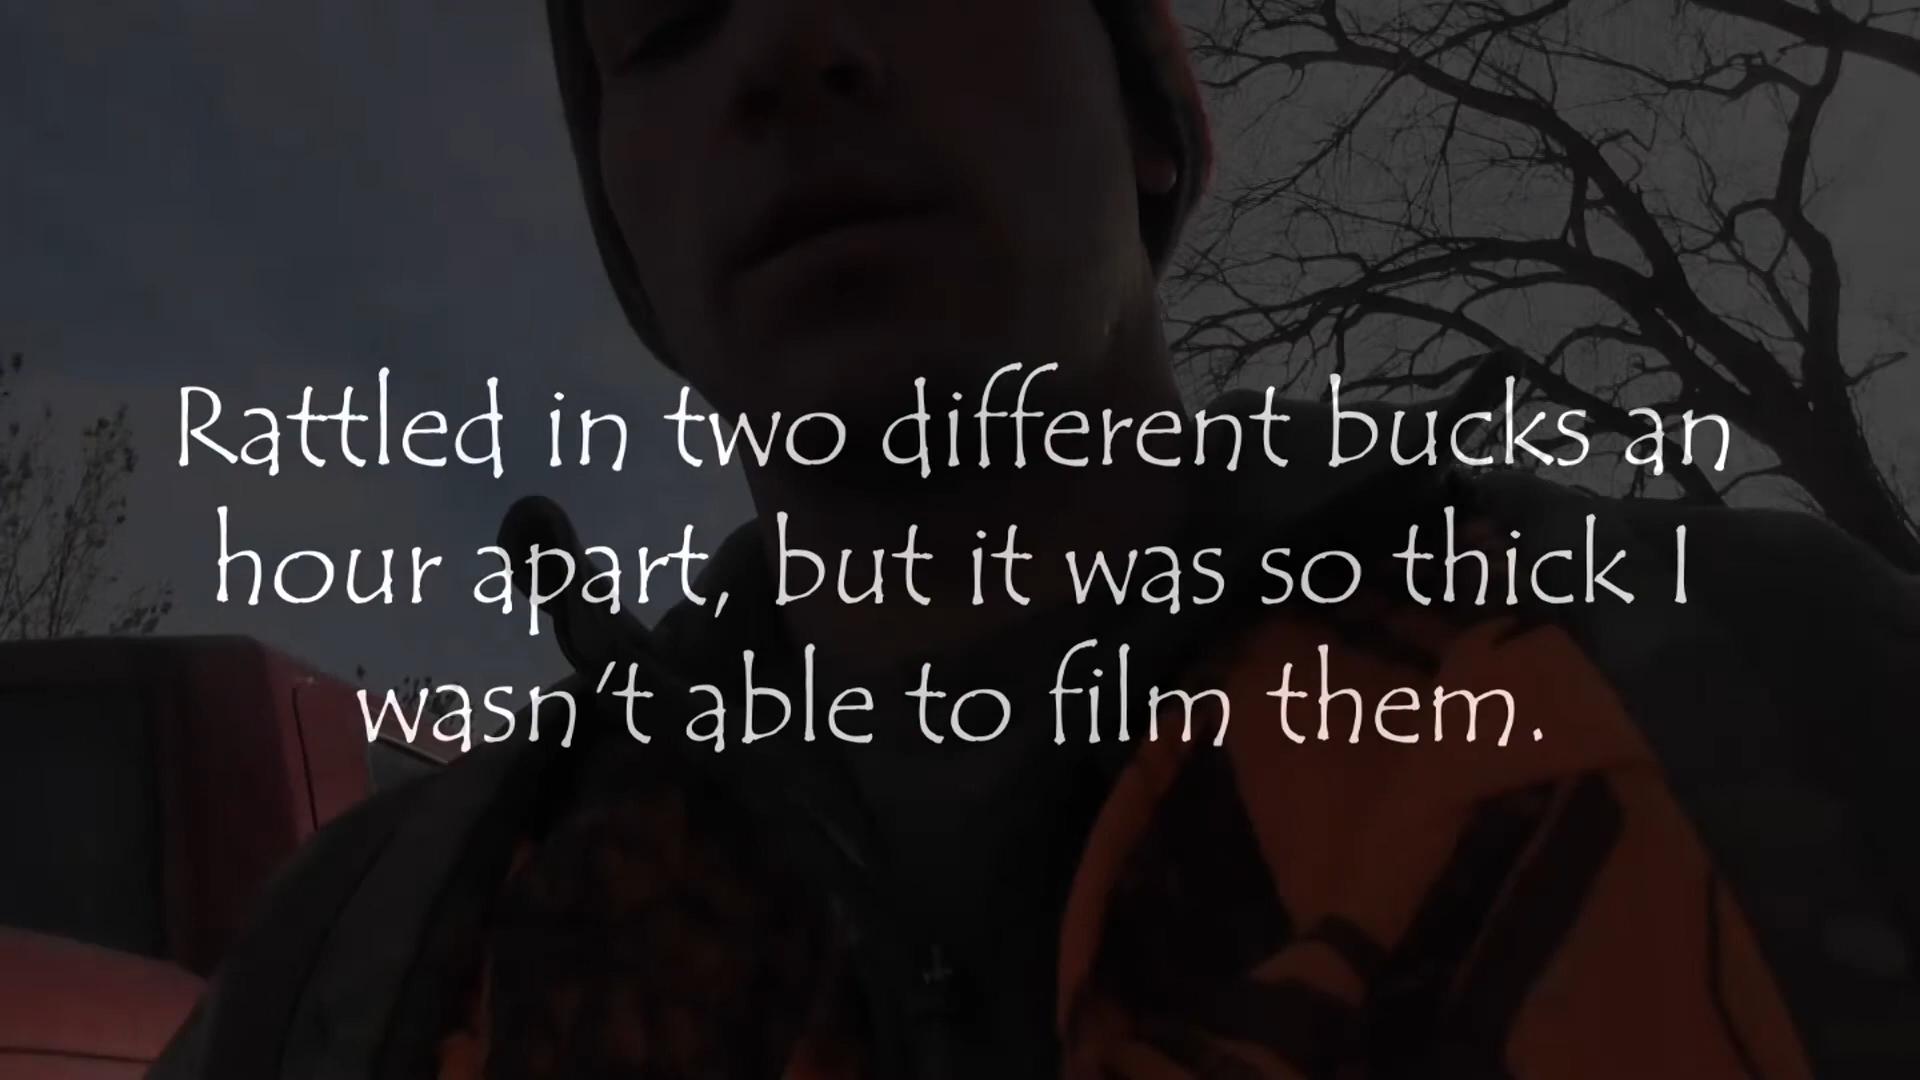 Rattled in two different bucks an
hour apart, but it was so thick I
wasn't able to film them.